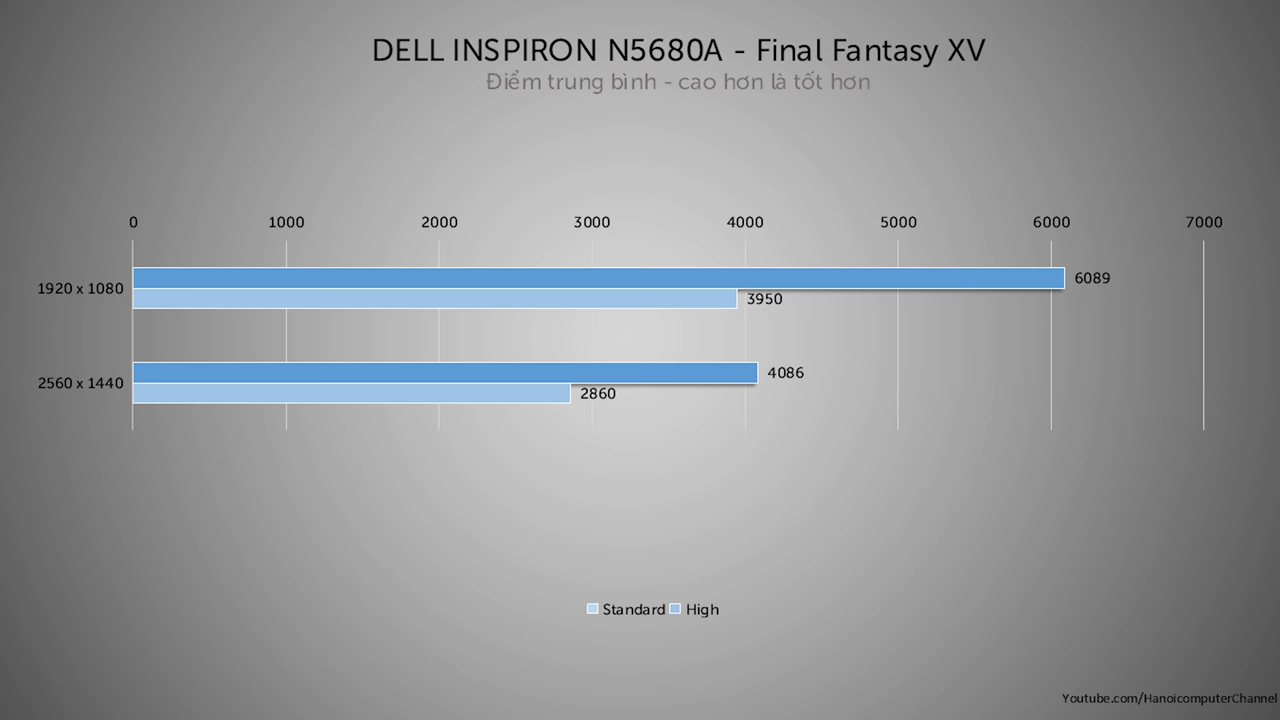 DELL INSPIRON N5680A - Final Fantasy XV
Điểm trung bình - cao hơn là tốt hơn
0 1000 2000 3000 4000 5000 6000 7000
1920 x 1080
6089
3950
2560 x 1440
4086
2860
Standard High
Youtube.com/HanoicomputerChannel